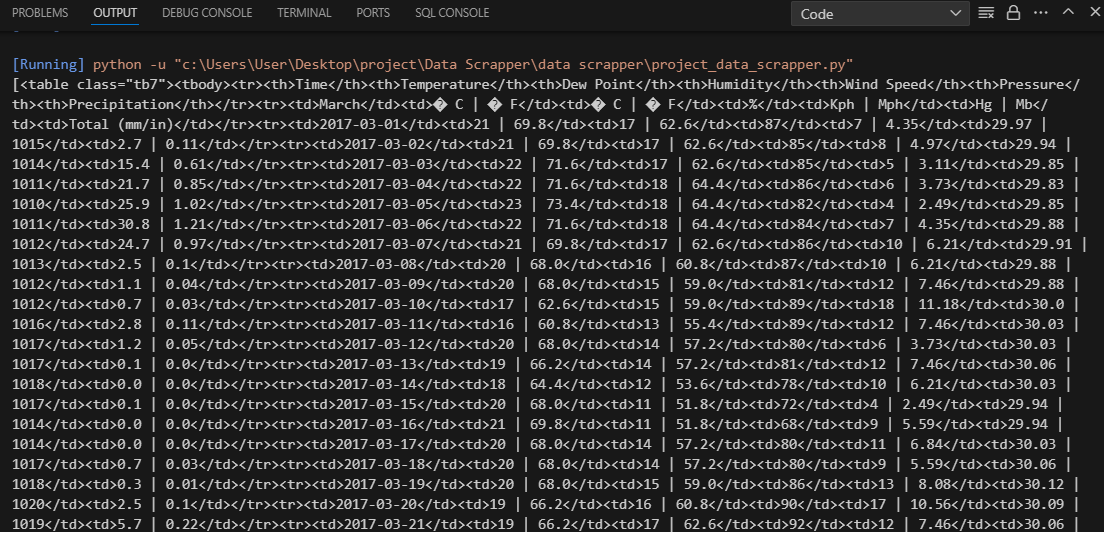 PROBLEMS OUTPUT DEBUG CONSOLE TERMINAL PORTS SQL CONSOLE Code
[Running] python -u "c:\Users\User\Desktop\project\Data Scrapper\data scrapper\project_data_scrapper.py"
[<table class="tb7"><tbody><tr><th>Time</th><th>Temperature</th><th>Dew Point</th><th>Humidity</th><th>Wind Speed</th><th>Pressure</
th><th>Precipitation</th></tr><tr><td>March</td><td>� C | � F</td><td>� C | � F</td><td>%</td><td>Kph | Mph</td><td>Hg | Mb</
td><td>Total (mm/in)</td></tr><tr><td>2017-03-01</td><td>21 | 69.8</td><td>17 | 62.6</td><td>87</td><td>7 | 4.35</td><td>29.97 |
1015</td><td>2.7 | 0.11</td></tr><tr><td>2017-03-02</td><td>21 | 69.8</td><td>17 | 62.6</td><td>85</td><td>8 | 4.97</td><td>29.94 |
1014</td><td>15.4 | 0.61</td></tr><tr><td>2017-03-03</td><td>22 | 71.6</td><td>17 | 62.6</td><td>85</td><td>5 | 3.11</td><td>29.85 |
1011</td><td>21.7 | 0.85</td></tr><tr><td>2017-03-04</td><td>22 | 71.6</td><td>18 | 64.4</td><td>86</td><td>6 | 3.73</td><td>29.83 |
1010</td><td>25.9 | 1.02</td></tr><tr><td>2017-03-05</td><td>23 | 73.4</td><td>18 | 64.4</td><td>82</td><td>4 | 2.49</td><td>29.85 |
1011</td><td>30.8 | 1.21</td></tr><tr><td>2017-03-06</td><td>22 | 71.6</td><td>18 | 64.4</td><td>84</td><td>7 | 4.35</td><td>29.88 |
1012</td><td>24.7 | 0.97</td></tr><tr><td>2017-03-07</td><td>21 | 69.8</td><td>17 | 62.6</td><td>86</td><td>10 | 6.21</td><td>29.91 |
1013</td><td>2.5 | 0.1</td></tr><tr><td>2017-03-08</td><td>20 | 68.0</td><td>16 | 60.8</td><td>87</td><td>10 | 6.21</td><td>29.88 |
1012</td><td>1.1 | 0.04</td></tr><tr><td>2017-03-09</td><td>20 | 68.0</td><td>15 | 59.0</td><td>81</td><td>12 | 7.46</td><td>29.88 |
1012</td><td>0.7 | 0.03</td></tr><tr><td>2017-03-10</td><td>17 | 62.6</td><td>15 | 59.0</td><td>89</td><td>18 | 11.18</td><td>30.0 |
1016</td><td>2.8 | 0.11</td></tr><tr><td>2017-03-11</td><td>16 | 60.8</td><td>13 | 55.4</td><td>89</td><td>12 | 7.46</td><td>30.03 |
1017</td><td>1.2 | 0.05</td></tr><tr><td>2017-03-12</td><td>20 | 68.0</td><td>14 | 57.2</td><td>80</td><td>6 | 3.73</td><td>30.03 |
1017</td><td>0.1 | 0.0</td></tr><tr><td>2017-03-13</td><td>19 | 66.2</td><td>14 | 57.2</td><td>81</td><td>12 | 7.46</td><td>30.06 |
1018</td><td>0.0 | 0.0</td></tr><tr><td>2017-03-14</td><td>18 | 64.4</td><td>12 | 53.6</td><td>78</td><td>10 | 6.21</td><td>30.03 |
1017</td><td>0.1 | 0.0</td></tr><tr><td>2017-03-15</td><td>20 | 68.0</td><td>11 | 51.8</td><td>72</td><td>4 | 2.49</td><td>29.94 |
1014</td><td>0.0 | 0.0</td></tr><tr><td>2017-03-16</td><td>21 | 69.8</td><td>11 | 51.8</td><td>68</td><td>9 | 5.59</td><td>29.94 |
1014</td><td>0.0 | 0.0</td></tr><tr><td>2017-03-17</td><td>20 | 68.0</td><td>14 | 57.2</td><td>80</td><td>11 | 6.84</td><td>30.03 |
1017</td><td>0.7 | 0.03</td></tr><tr><td>2017-03-18</td><td>20 | 68.0</td><td>14 | 57.2</td><td>80</td><td>9 | 5.59</td><td>30.06 |
1018</td><td>0.3 | 0.01</td></tr><tr><td>2017-03-19</td><td>20 | 68.0</td><td>15 | 59.0</td><td>86</td><td>13 | 8.08</td><td>30.12 |
1020</td><td>2.5 | 0.1</td></tr><tr><td>2017-03-20</td><td>19 | 66.2</td><td>16 | 60.8</td><td>90</td><td>17 | 10.56</td><td>30.09 |
1019</td><td>5.7 | 0.22</td></tr><tr><td>2017-03-21</td><td>19 | 66.2</td><td>17 | 62.6</td><td>92</td><td>12 | 7.46</td><td>30.06 |